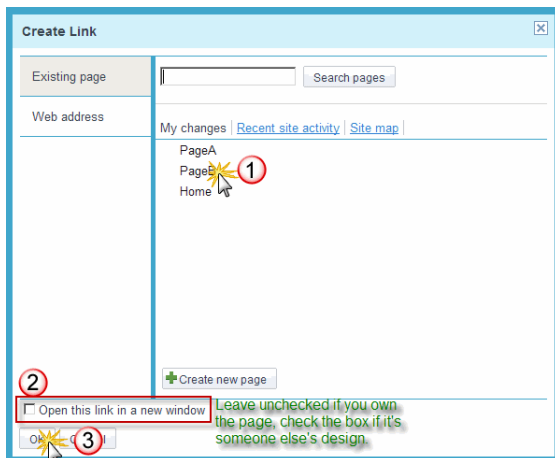 Create Link
Existing page
Search pages
Web address
My changes Recent site activity Site map
PageA
1
Home
Create new page
2
Open this link in a new window
Leave unchecked if you own
the page, check the box if it's
someone else's design.
3